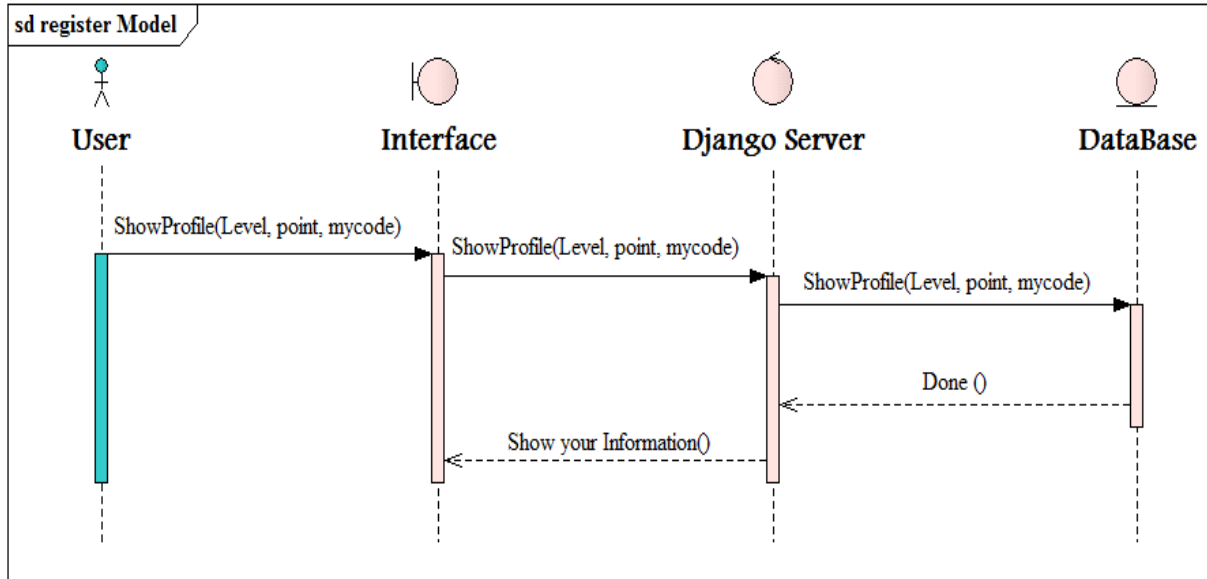 sd register Model
User
Interface
Django Server
DataBase
ShowProfile(Level, point, mycode)
ShowProfile(Level, point, mycode)
ShowProfile(Level, point, mycode)
Done ()
Show your Information()